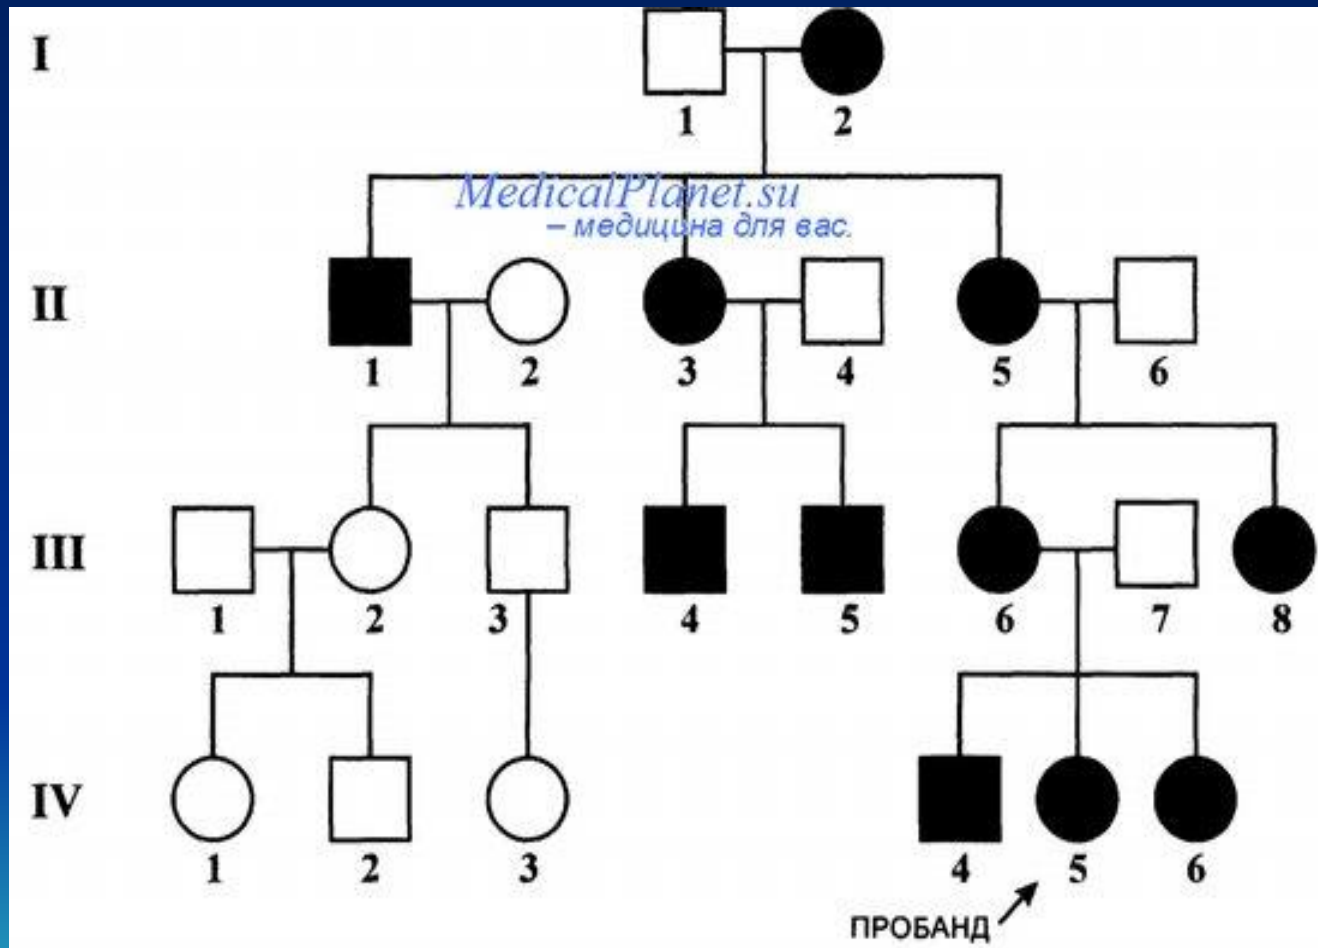 I
1 2
MedicalPlanet.su
– медицина для вас.
II
1 2 3 4 5 6
III
1 2 3 4 5 6 7 8
IV
1 2 3 4 5 6
ПРОБАНД